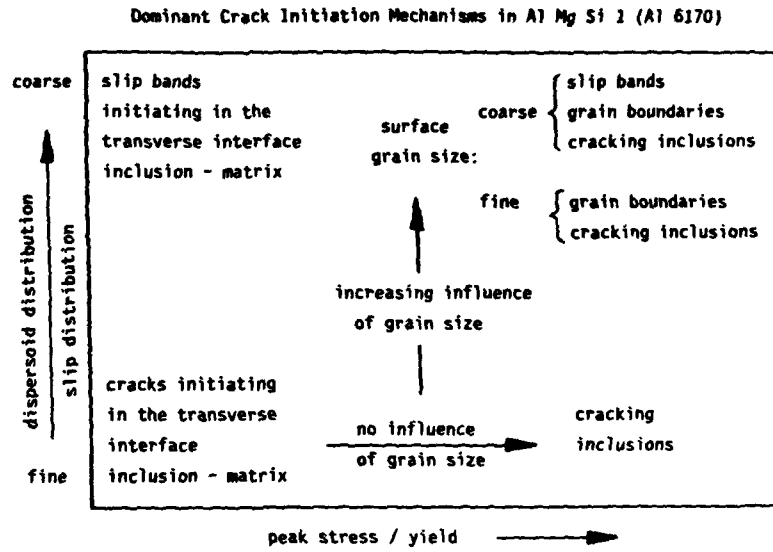 Dominant Crack Initiation Mechanisms in Al Mg Si 1 (Al 6170)
coarse
slip bands
initiating in the
transverse interface
inclusion - matrix
surface
grain size:
coarse
slip bands
grain boundaries
cracking inclusions
fine
grain boundaries
cracking inclusions
dispersoid distribution
slip distribution
increasing influence
of grain size
cracks initiating
in the transverse
interface
inclusion - matrix
no influence
of grain size
cracking
inclusions
fine
peak stress / yield